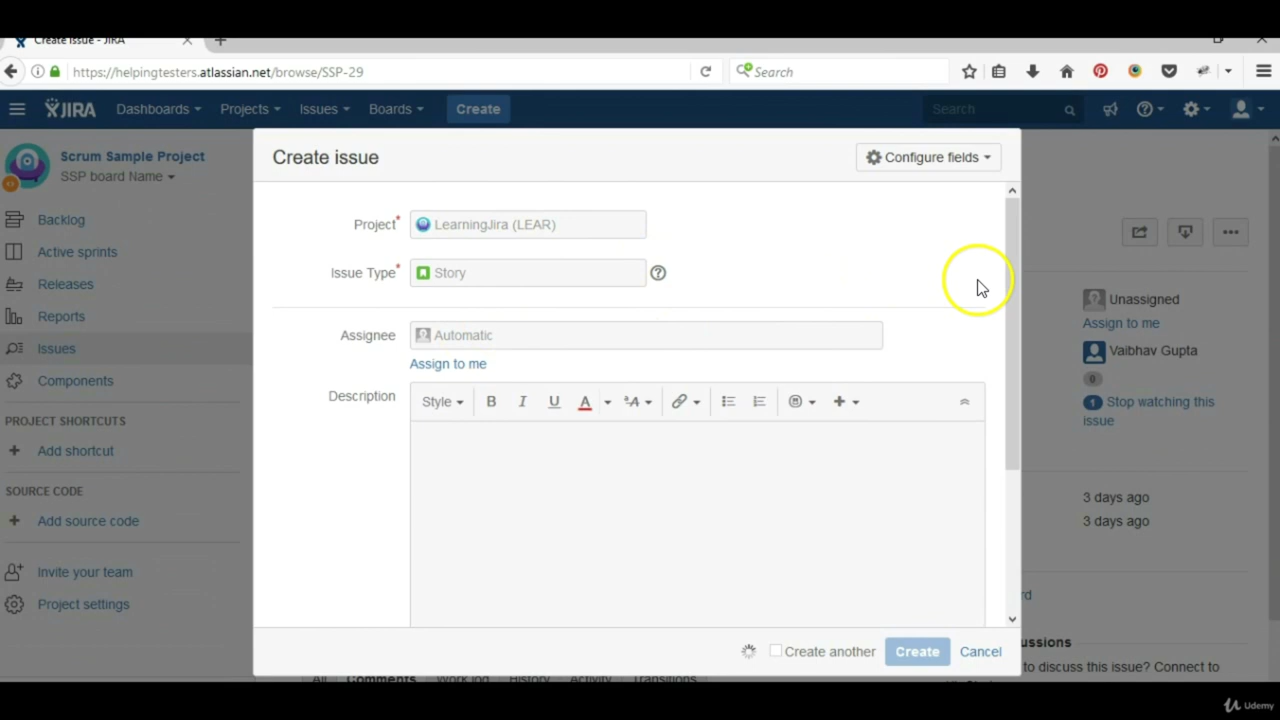 Create issue - JIRA
https://helpingtesters.atlassian.net/browse/SSP-29
Search
JIRA Dashboards Projects Issues Boards Create Search
Scrum Sample Project
SSP board Name
Backlog
Active sprints
Releases
Reports
Issues
Components
PROJECT SHORTCUTS
Add shortcut
SOURCE CODE
Add source code
Invite your team
Project settings
Create issue
Configure fields
Project* LearningJira (LEAR)
Issue Type* Story
Assignee Automatic
Assign to me
Description Style B I U A A
Create another Create Cancel
Unassigned
Assign to me
Vaibhav Gupta
0
1 Stop watching this
issue
3 days ago
3 days ago
rd
ussions
to discuss this issue? Connect to
All Comments Work log History Activity Transitions
Udemy